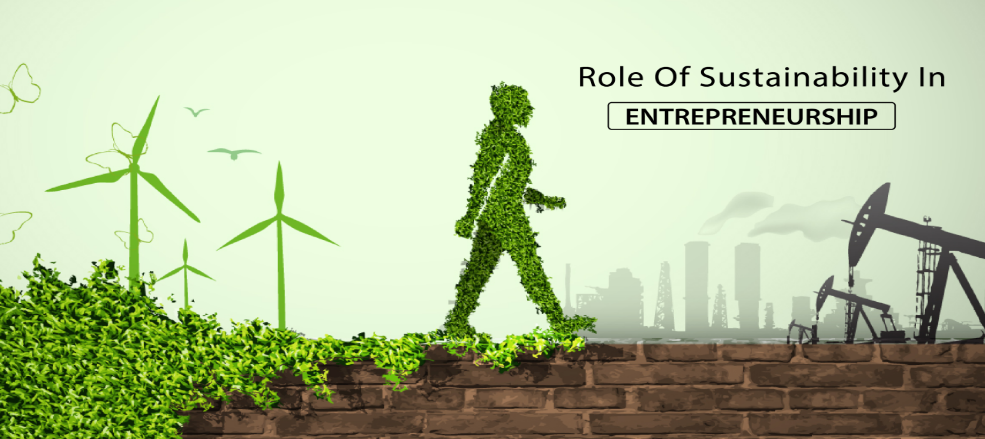 Role Of Sustainability In
ENTREPRENEURSHIP